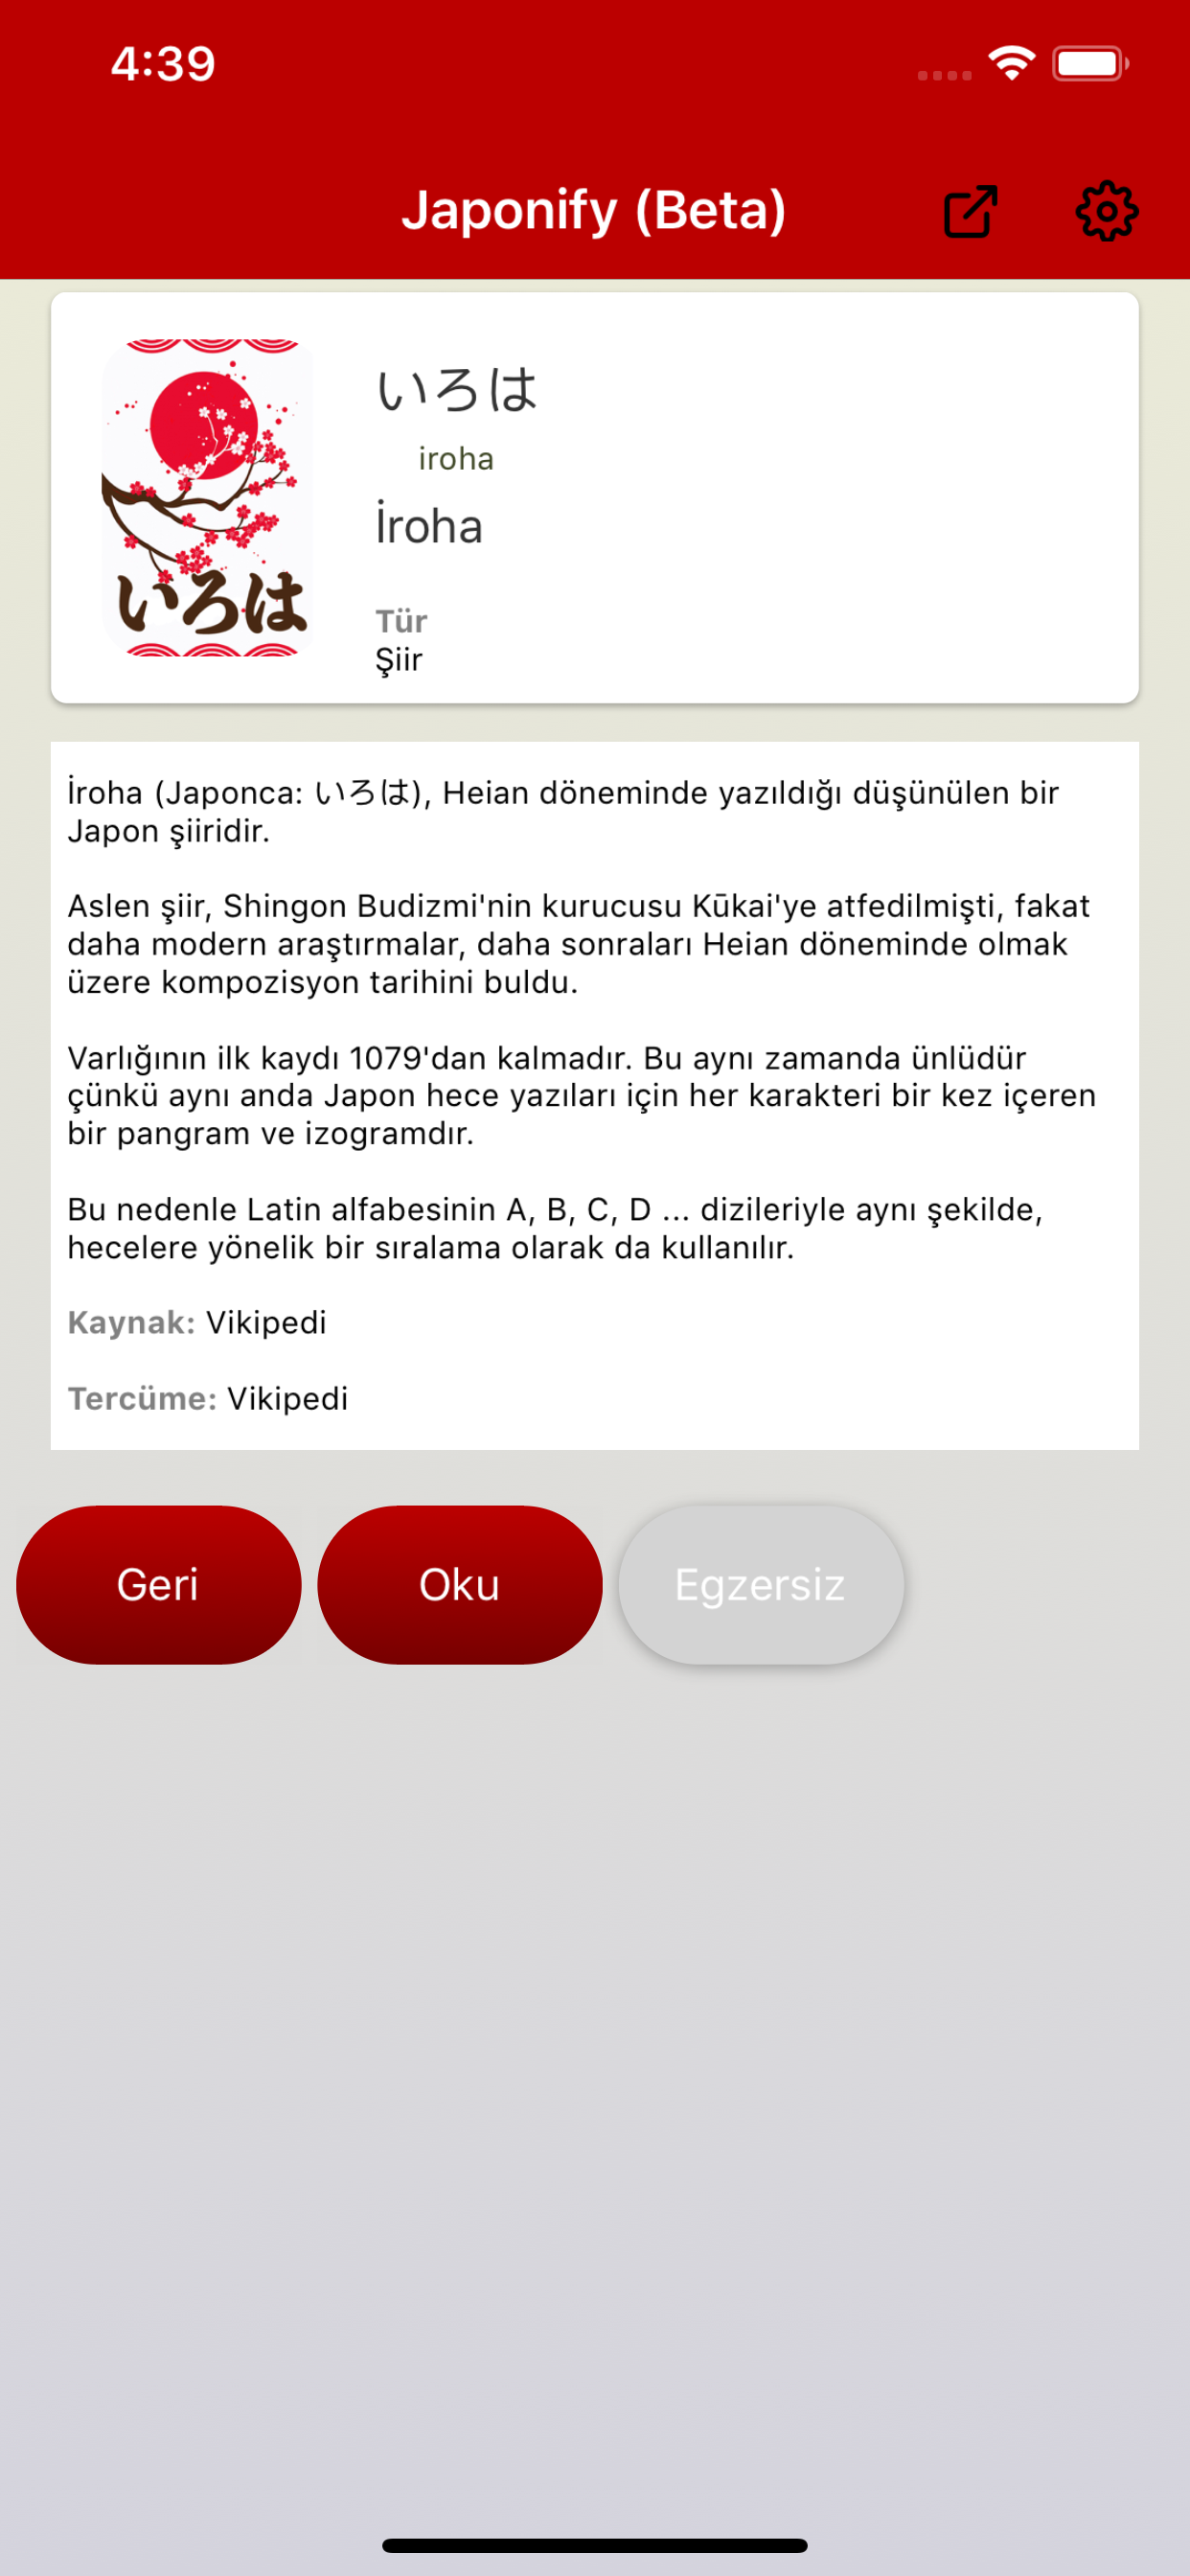 4:39
Japonify (Beta)
いろは
iroha
İroha
Tür
Şiir
いろは
İroha (Japonca: いろは), Heian döneminde yazıldığı düşünülen bir
Japon şiiridir.
Aslen şiir, Shingon Budizmi'nin kurucusu Kūkai'ye atfedilmişti, fakat
daha modern araştırmalar, daha sonraları Heian döneminde olmak
üzere kompozisyon tarihini buldu.
Varlığının ilk kaydı 1079'dan kalmadır. Bu aynı zamanda ünlüdür
çünkü aynı anda Japon hece yazıları için her karakteri bir kez içeren
bir pangram ve izogramdır.
Bu nedenle Latin alfabesinin A, B, C, D ... dizileriyle aynı şekilde,
hecelere yönelik bir sıralama olarak da kullanılır.
Kaynak: Vikipedi
Tercüme: Vikipedi
Geri
Oku
Egzersiz